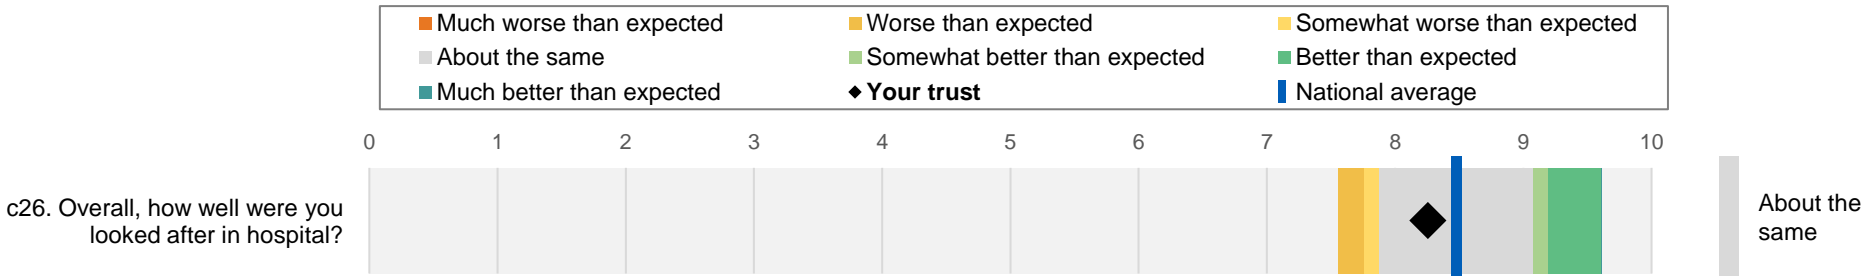 Much worse than expected
Worse than expected
Somewhat worse than expected
About the same
Somewhat better than expected
Better than expected
Much better than expected
Your trust
National average
0 1 2 3 4 5 6 7 8 9 10
c26. Overall, how well were you
looked after in hospital?
About the
same